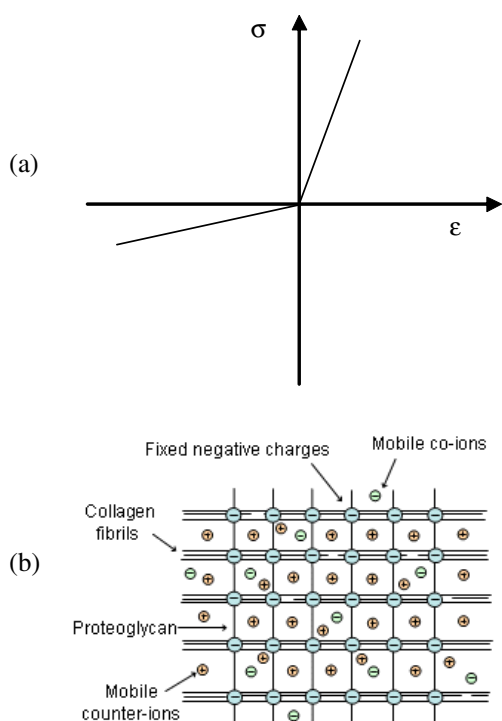 σ
(a)
ε
Fixed negative charges
Mobile co-ions
Collagen
fibrils
(b)
Proteoglycan
Mobile
counter-ions